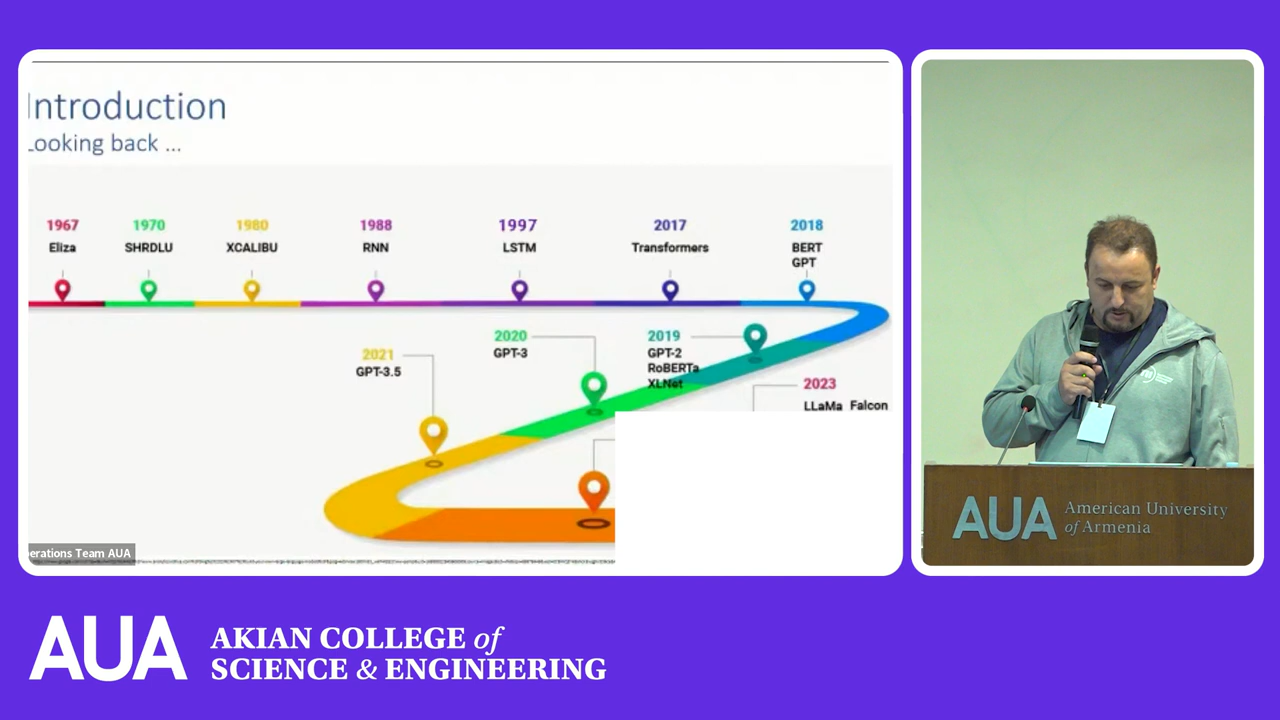 Introduction
Looking back ...
1967
Eliza
1970
SHRDLU
1980
XCALIBU
1988
RNN
1997
LSTM
2017
Transformers
2018
BERT
GPT
2019
GPT-2
RoBERTa
XLNet
2020
GPT-3
2021
GPT-3.5
2023
LLaMa Falcon
erations Team AUA
AUA American University
of Armenia
AUA AKIAN COLLEGE of
SCIENCE & ENGINEERING